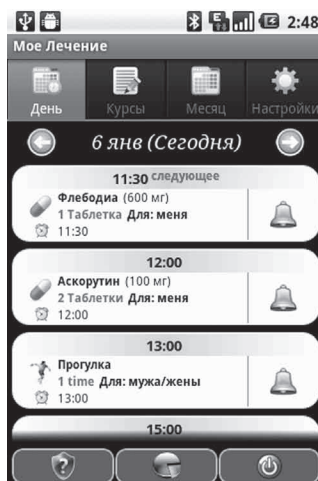 2:48
Мое Лечение
День Курсы Месяц Настройки
6 янв (Сегодня)
11:30 следующее
Флебодиа (600 мг)
1 Таблетка Для: меня
11:30
12:00
Аскорутин (100 мг)
2 Таблетки Для: меня
12:00
13:00
Прогулка
1 time Для: мужа/жены
13:00
15:00